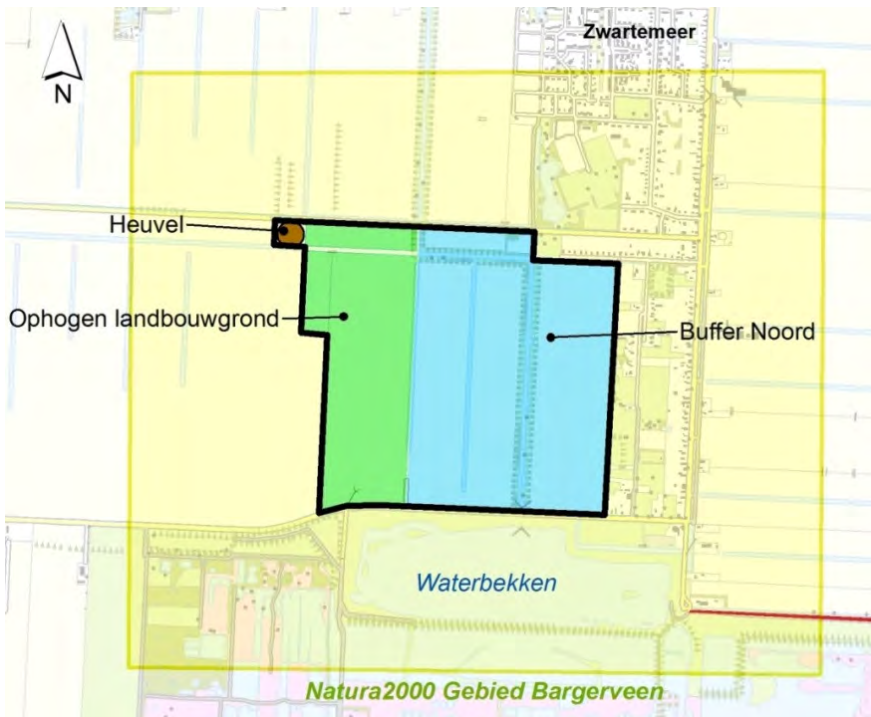 Zwartemeer
N
Heuvel
Ophogen landbouwgrond
Buffer Noord
Waterbekken
Natura2000 Gebied Bargerveen